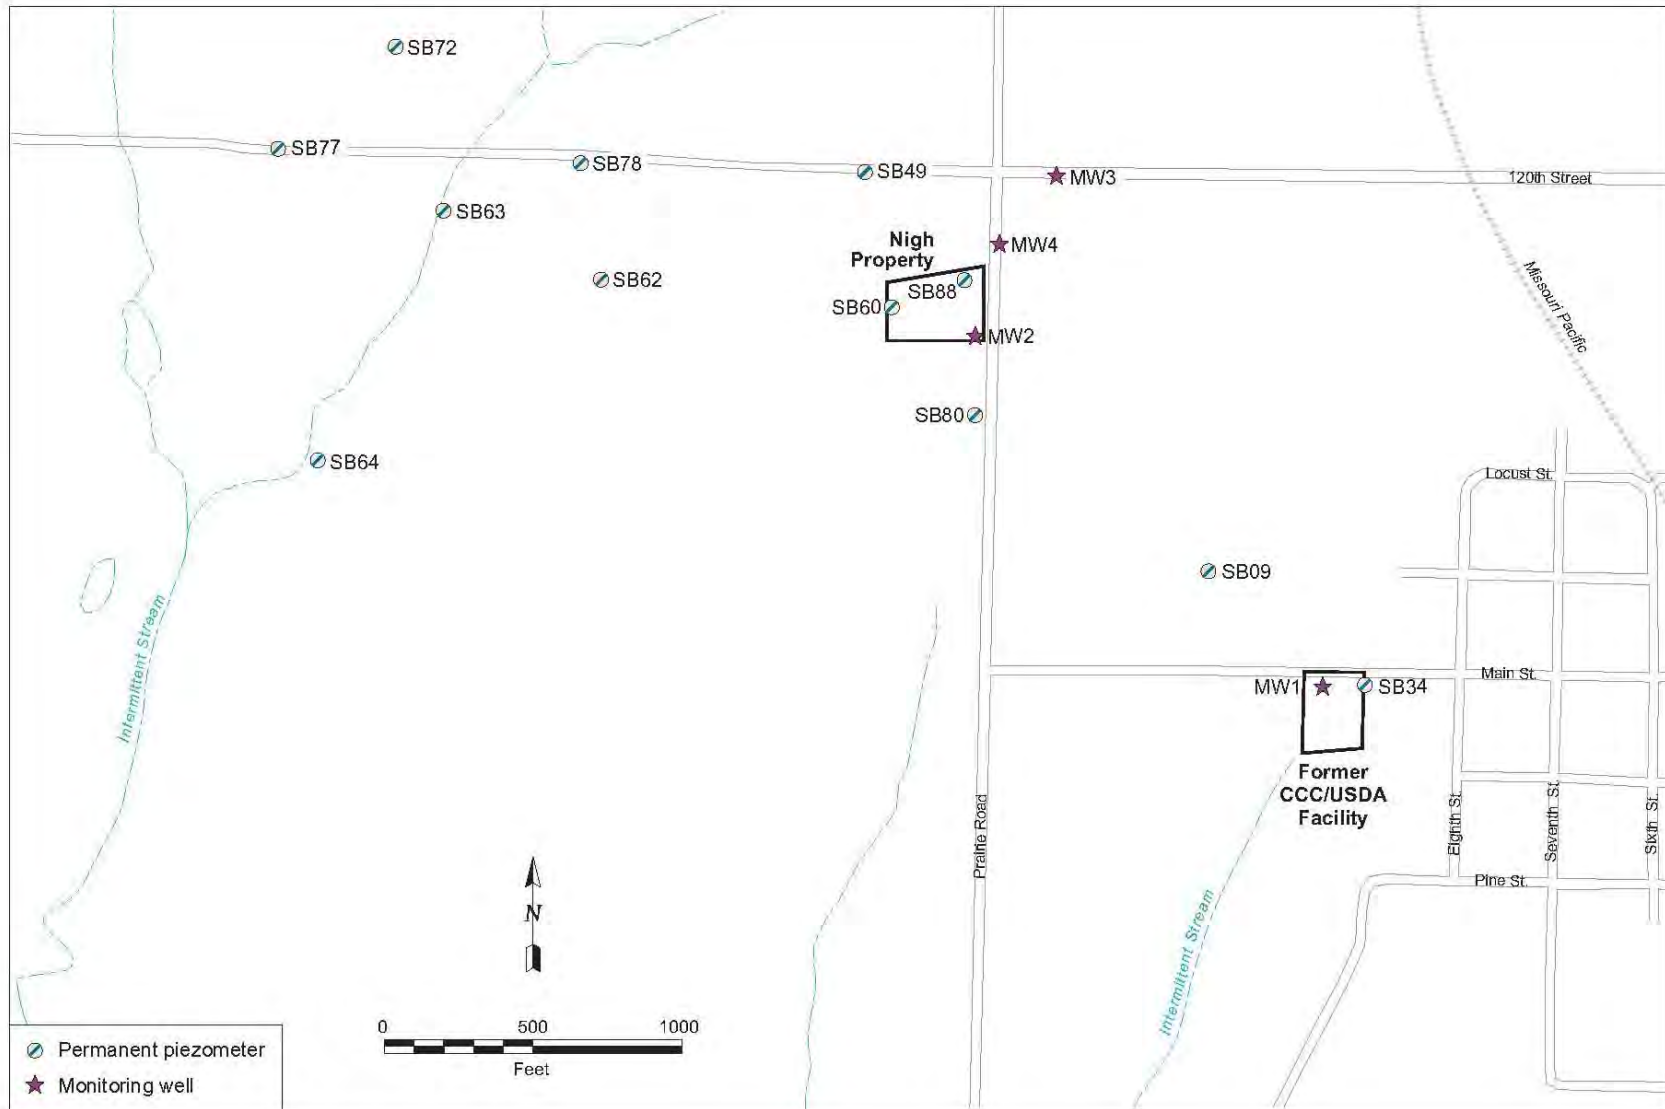 SB72
SB77
SB78
SB49
MW3
120th Street
SB63
Nigh
Property
MW4
SB62
SB88
SB60
MW2
Missouri Pacific
SB80
SB64
Locust St.
SB09
Intermittent Stream
Main St.
MW1
SB34
Former
CCC/USDA
Facility
Prairie Road
Eighth St.
Seventh St.
Sixth St.
Pine St.
N
Intermittent Stream
0 500 1000
Feet
Permanent piezometer
Monitoring well